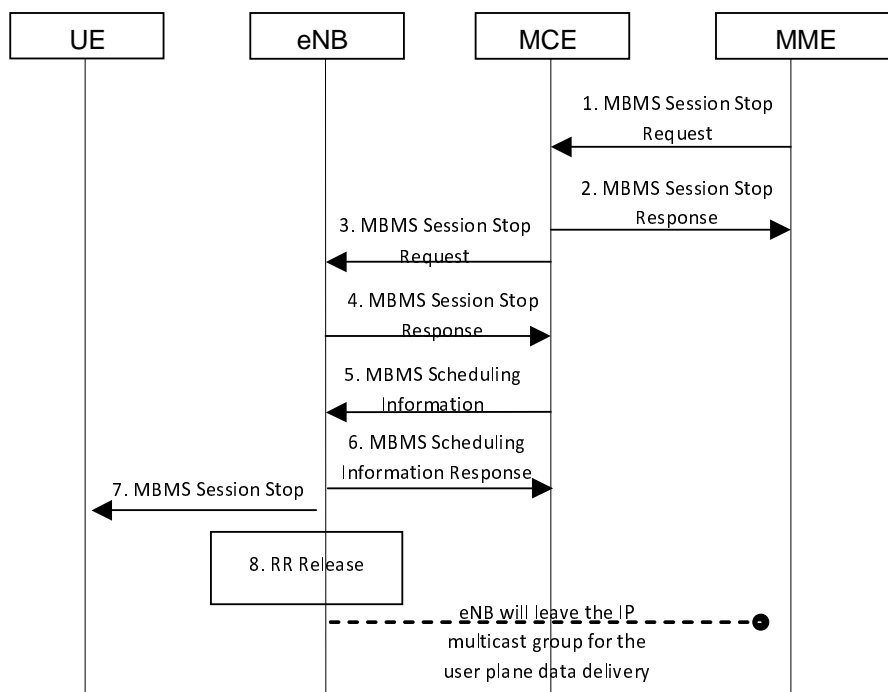 UE
eNB
MCE
MME
1. MBMS Session Stop
Request
2. MBMS Session Stop
Response
3. MBMS Session Stop
Request
4. MBMS Session Stop
Response
5. MBMS Scheduling
Information
6. MBMS Scheduling
Information Response
7. MBMS Session Stop
8. RR Release
eNB will leave the IP
multicast group for the
user plane data delivery